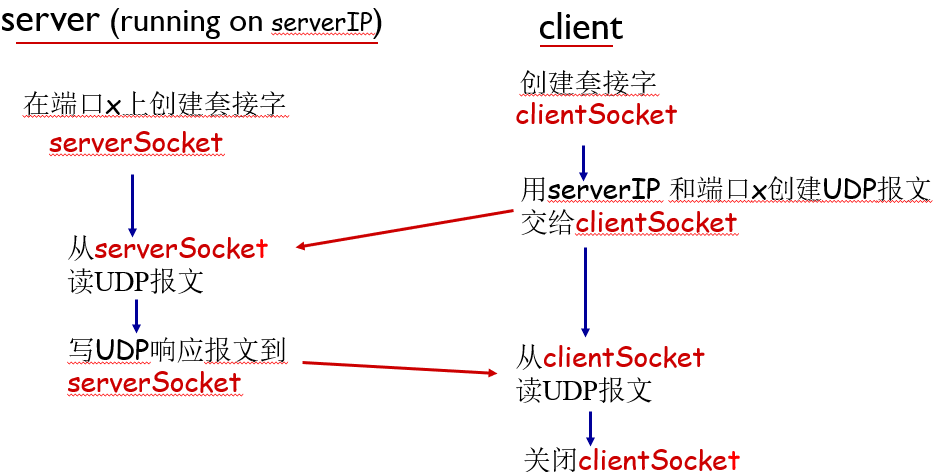 server (running on serverIP)
在端口x上创建套接字
serverSocket
从serverSocket
读UDP报文
写UDP响应报文到
serverSocket
client
创建套接字
clientSocket
用serverIP 和端口x创建UDP报文
交给clientSocket
从clientSocket
读UDP报文
关闭clientSocket